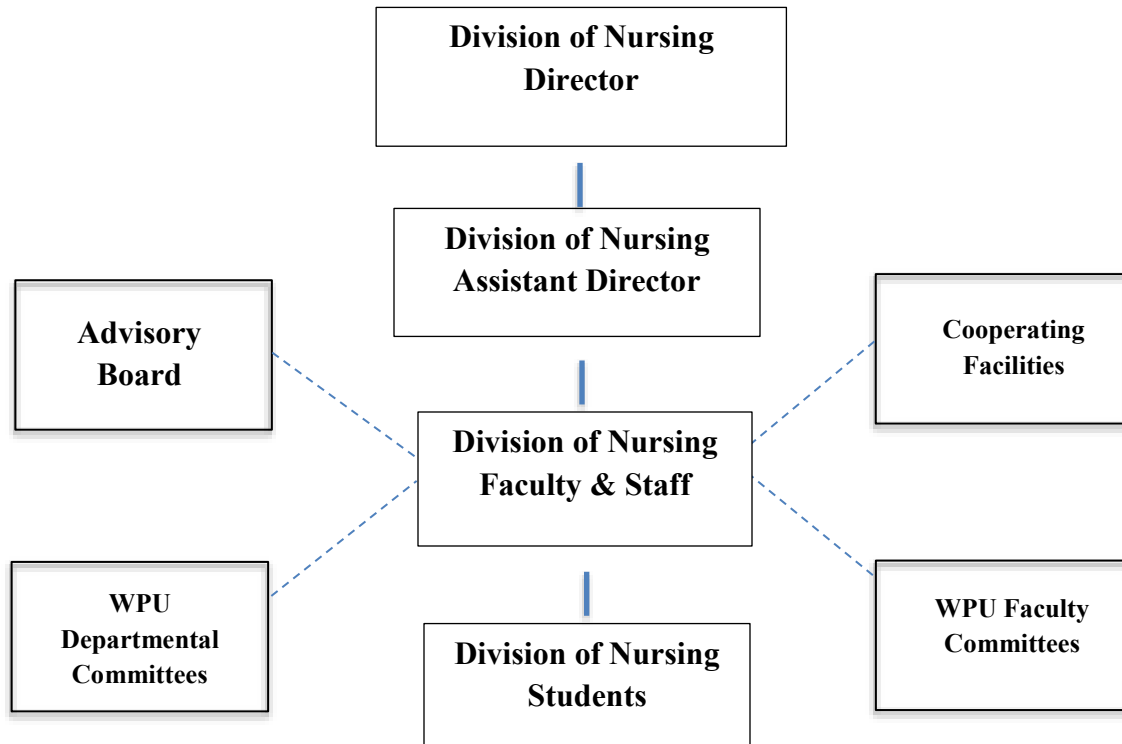 Division of Nursing
Director
Division of Nursing
Assistant Director
Advisory
Board
Cooperating
Facilities
Division of Nursing
Faculty & Staff
WPU
Departmental
Committees
WPU Faculty
Committees
Division of Nursing
Students